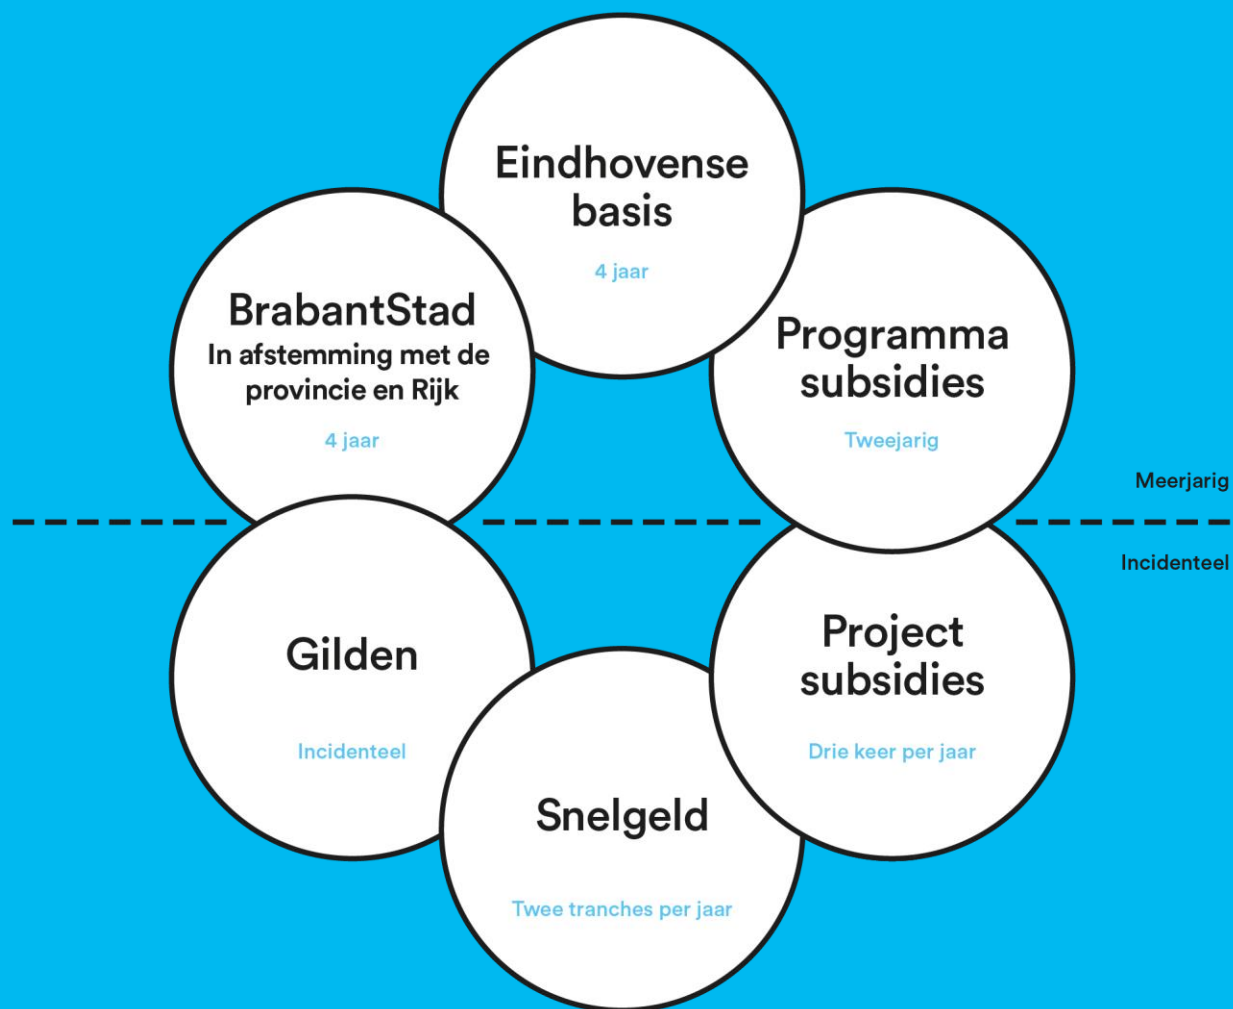 Eindhovense
basis
4 jaar
BrabantStad
In afstemming met de
provincie en Rijk
4 jaar
Programma
subsidies
Tweejarig
Meerjarig
Incidenteel
Gilden
Incidenteel
Project
subsidies
Drie keer per jaar
Snelgeld
Twee tranches per jaar